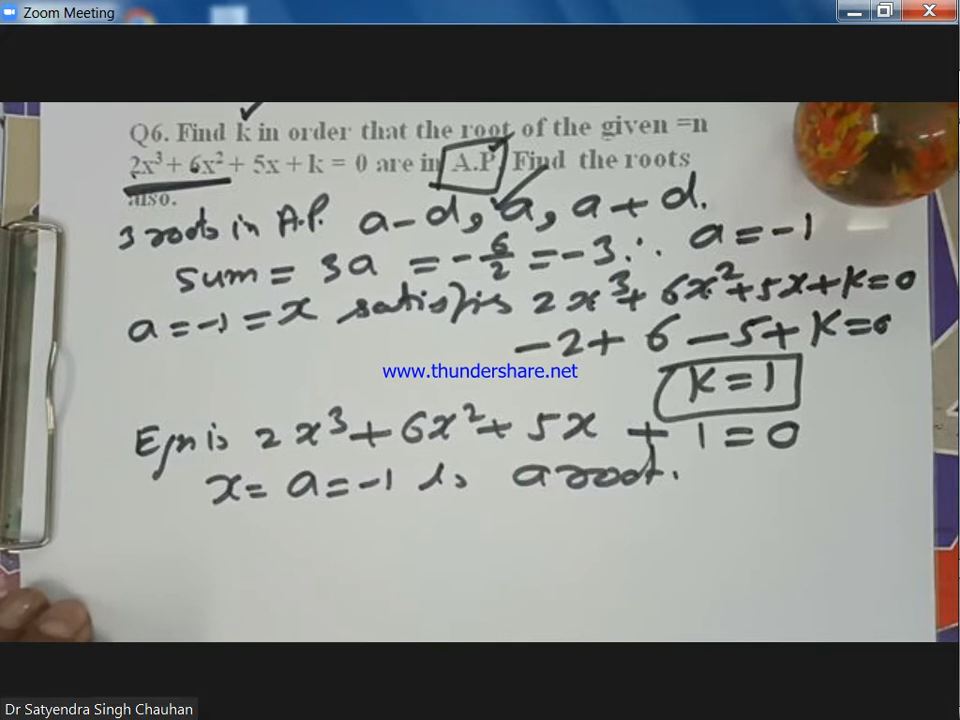 Zoom Meeting
Q6. Find k in order that the root of the given =n
2x³ + 6x² + 5x + k = 0 are in A.P Find the roots
also.
3 roots in A.P. a - d, a, a + d.
sum = 3a = - 6/2 = - 3 ∴ a = - 1
a = - 1 = x satisfies 2x³ + 6x² + 5x + k = 0
- 2 + 6 - 5 + k = 0
www.thundershare.net
k = 1
Eqn is 2x³ + 6x² + 5x + 1 = 0
x = a = - 1 is a root.
Dr Satyendra Singh Chauhan